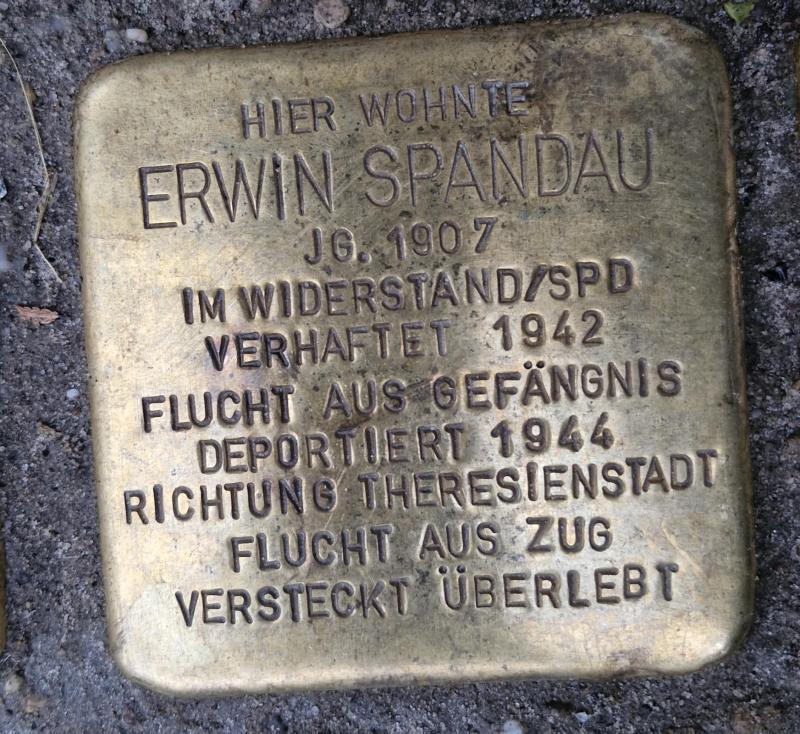 HIER WOHNTE
ERWIN SPANDAU
JG. 1907
IM WIDERSTAND/SPD
VERHAFTET 1942
FLUCHT AUS GEFÄNGNIS
DEPORTIERT 1944
RICHTUNG THERESIENSTADT
FLUCHT AUS ZUG
VERSTECKT ÜBERLEBT